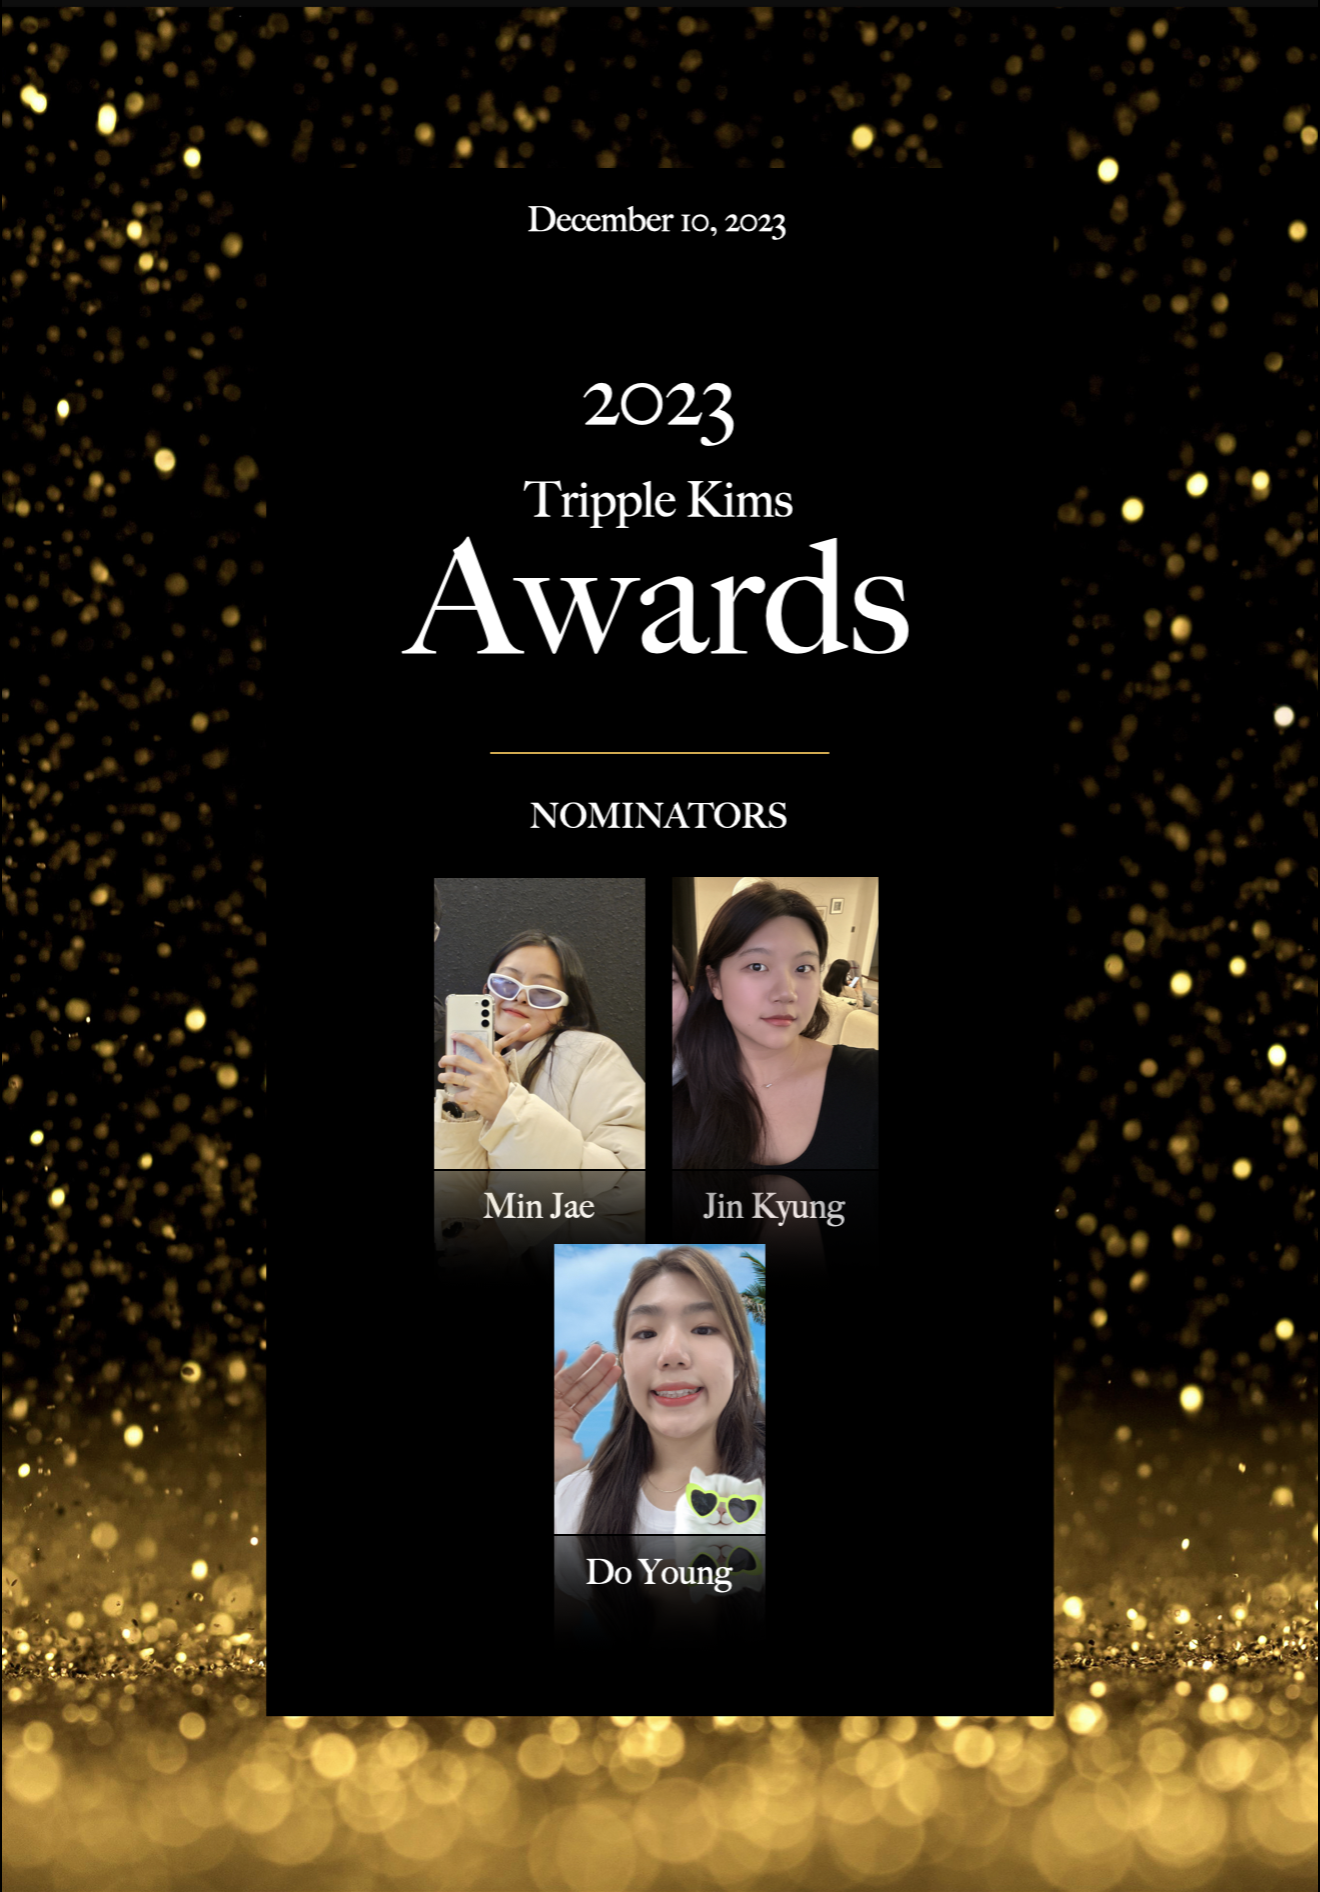 December 10, 2023
2023
Tripple Kims
Awards
NOMINATORS
Min Jae
Jin Kyung
Do Young